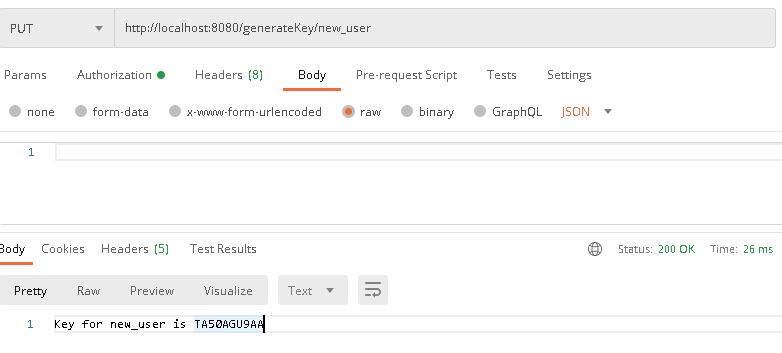 PUT http://localhost:8080/generateKey/new_user
Params Authorization Headers (8) Body Pre-request Script Tests Settings
none form-data x-www-form-urlencoded raw binary GraphQL JSON
1
Body Cookies Headers (5) Test Results Status: 200 OK Time: 26 ms
Pretty Raw Preview Visualize Text
1 Key for new_user is TA50AGU9AA